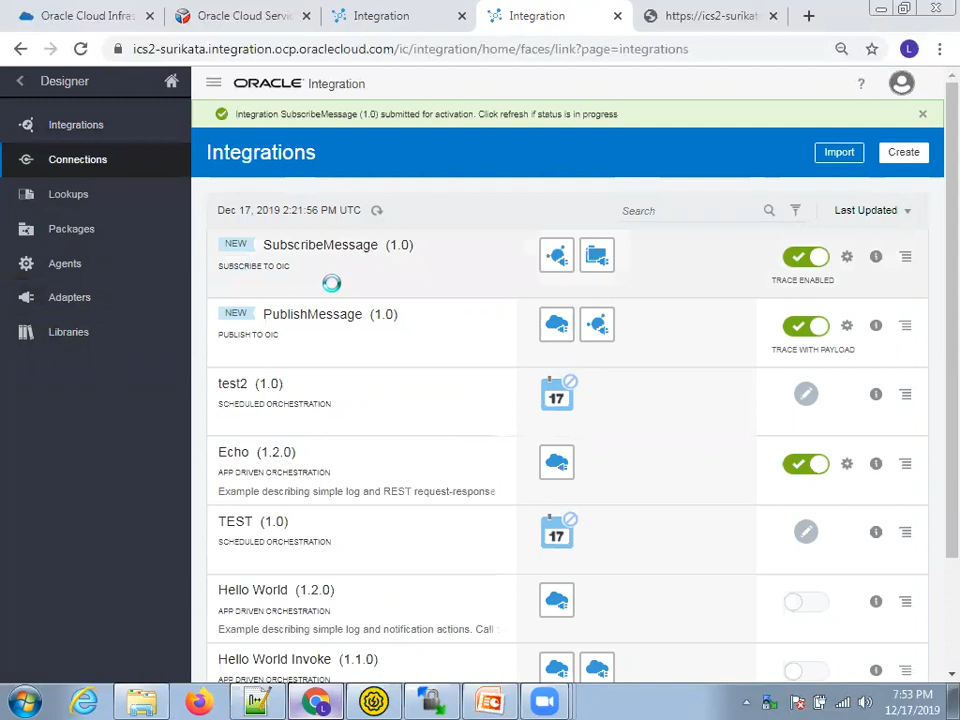 Oracle Cloud Infras
Oracle Cloud Servi
Integration
Integration
https://ics2-surikat
ics2-surikata.integration.ocp.oraclecloud.com/ic/integration/home/faces/link?page=integrations
L
Designer
ORACLE Integration
?
Integrations
Connections
Lookups
Packages
Agents
Adapters
Libraries
Integration SubscribeMessage (1.0) submitted for activation. Click refresh if status is in progress
Integrations
Import
Create
Dec 17, 2019 2:21:56 PM UTC
Search
Last Updated
NEW SubscribeMessage (1.0)
SUBSCRIBE TO OIC
TRACE ENABLED
NEW PublishMessage (1.0)
PUBLISH TO OIC
TRACE WITH PAYLOAD
test2 (1.0)
SCHEDULED ORCHESTRATION
17
Echo (1.2.0)
APP DRIVEN ORCHESTRATION
Example describing simple log and REST request-response
TEST (1.0)
SCHEDULED ORCHESTRATION
17
Hello World (1.2.0)
APP DRIVEN ORCHESTRATION
Example describing simple log and notification actions. Call
Hello World Invoke (1.1.0)
7:53 PM
12/17/2019